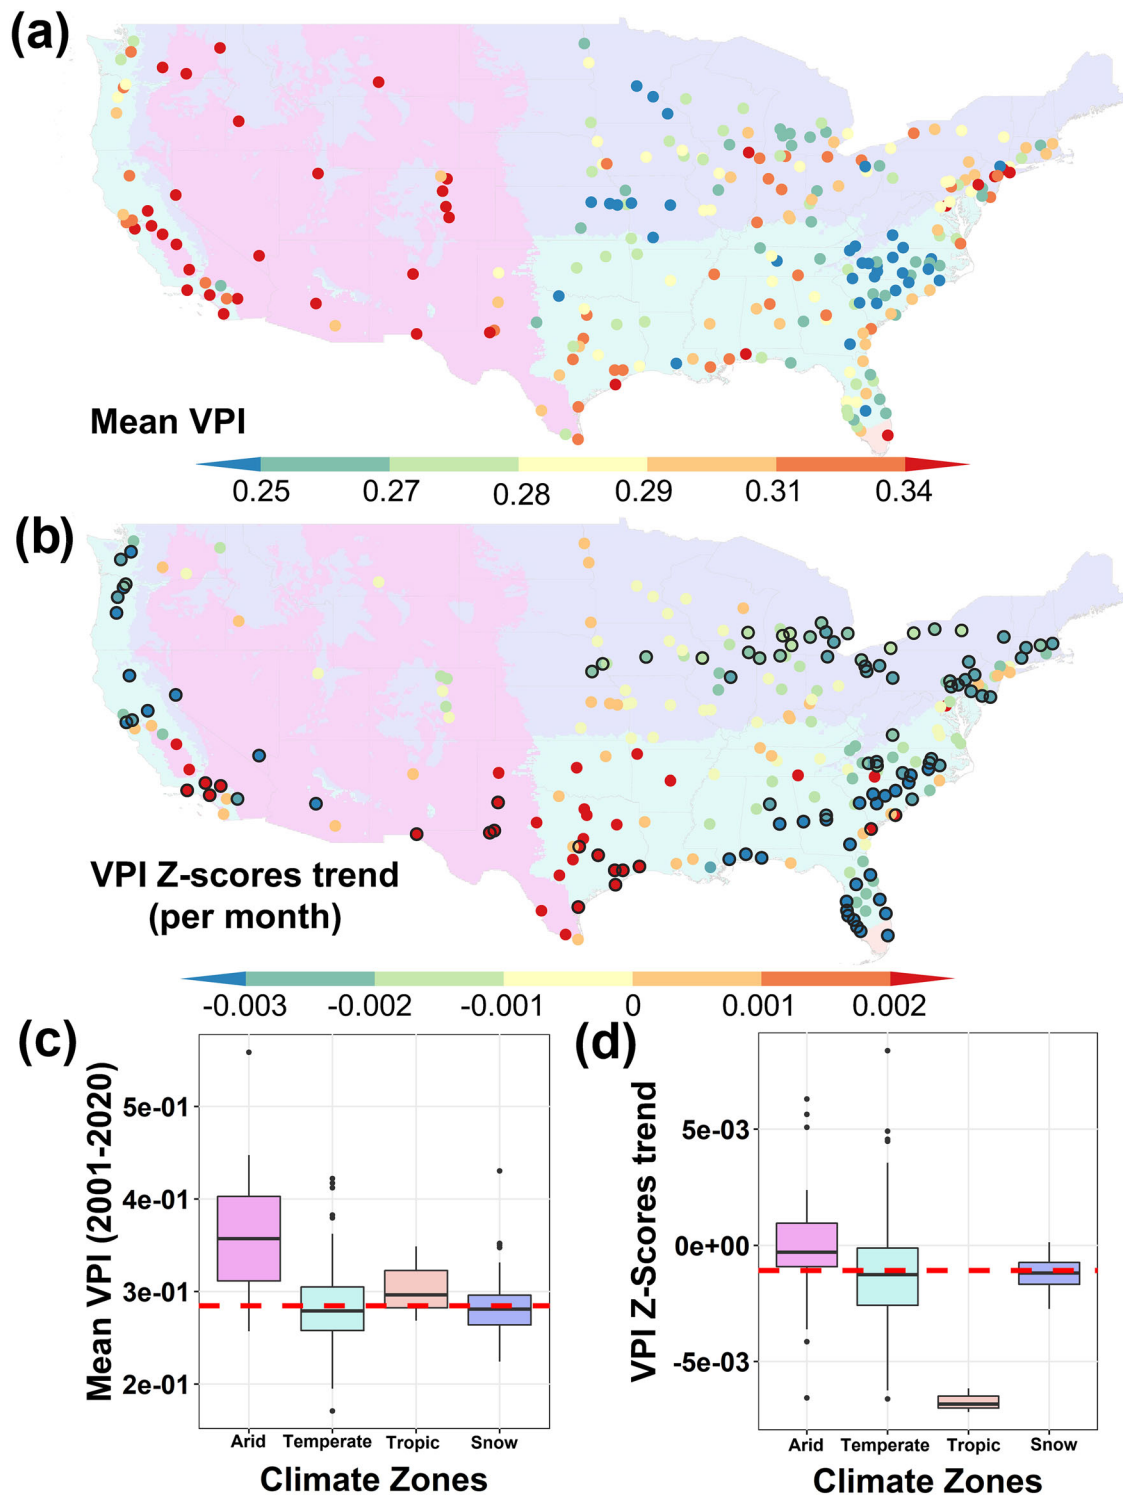 (a)
Mean VPI
0.25 0.27 0.28 0.29 0.31 0.34
(b)
VPI Z-scores trend
(per month)
-0.003 -0.002 -0.001 0 0.001 0.002
(c)
Mean VPI (2001-2020)
5e-01
4e-01
3e-01
2e-01
Arid Temperate Tropic Snow
Climate Zones
(d)
VPI Z-Scores trend
5e-03
0e+00
-5e-03
Arid Temperate Tropic Snow
Climate Zones